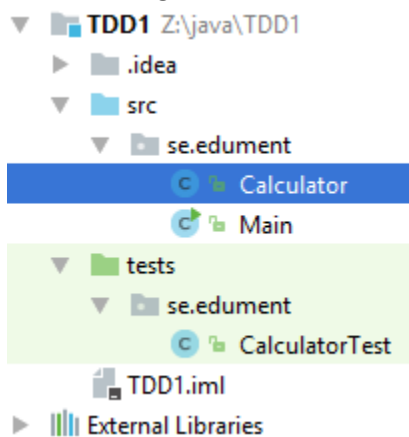 TDD1 Z:\java\TDD1
.idea
src
se.edument
Calculator
Main
tests
se.edument
CalculatorTest
TDD1.iml
External Libraries